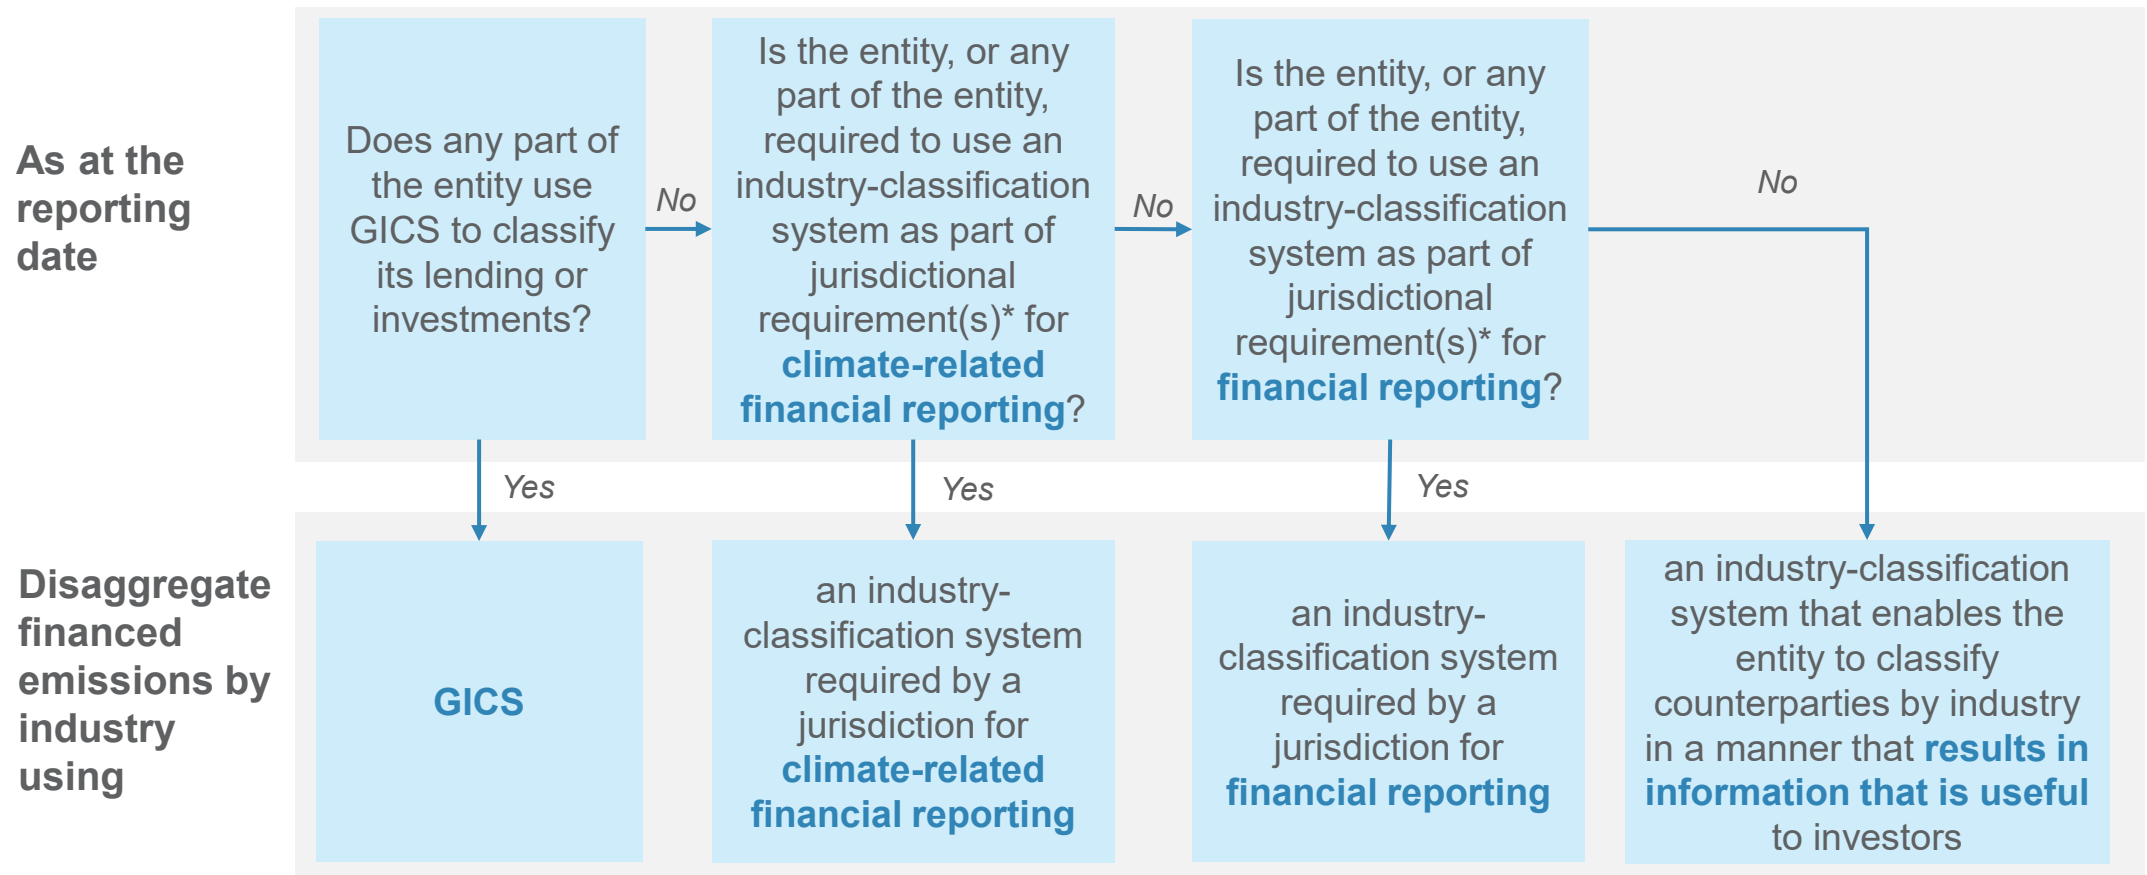 As at the
reporting
date
Does any part of
the entity use
GICS to classify
its lending or
investments?
No
Is the entity, or any
part of the entity,
required to use an
industry-classification
system as part of
jurisdictional
requirement(s)* for
climate-related
financial reporting?
No
Is the entity, or any
part of the entity,
required to use an
industry-classification
system as part of
jurisdictional
requirement(s)* for
financial reporting?
No
Yes
Yes
Yes
Disaggregate
financed
emissions by
industry
using
GICS
an industry-
classification system
required by a
jurisdiction for
climate-related
financial reporting
an industry-
classification system
required by a
jurisdiction for
financial reporting
an industry-classification
system that enables the
entity to classify
counterparties by industry
in a manner that results in
information that is useful
to investors